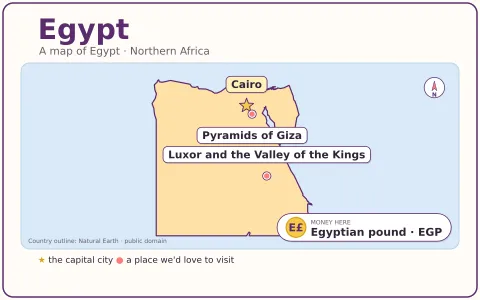 Egypt
A map of Egypt · Northern Africa
Cairo
N
Pyramids of Giza
Luxor and the Valley of the Kings
MONEY HERE
E£
Egyptian pound · EGP
Country outline: Natural Earth · public domain
★ the capital city ● a place we'd love to visit